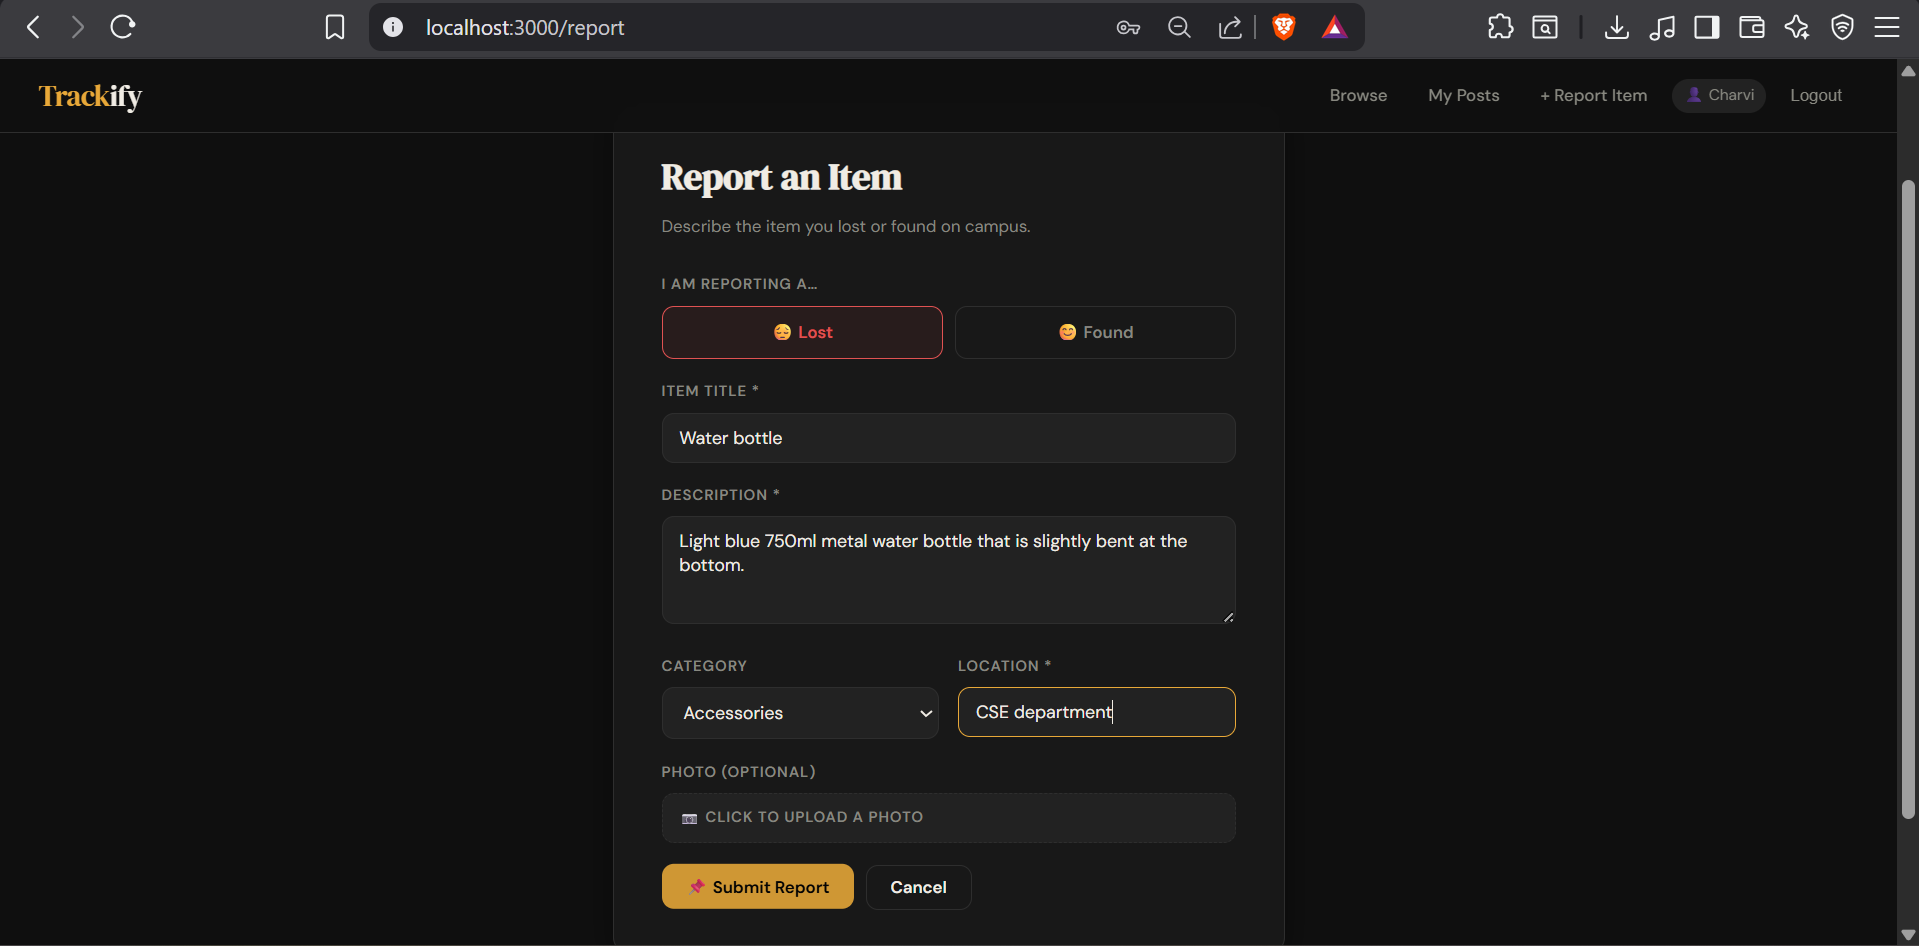 localhost:3000/report
Trackify
Browse
My Posts
+ Report Item
Charvi
Logout
Report an Item
Describe the item you lost or found on campus.
I AM REPORTING A...
Lost
Found
ITEM TITLE *
Water bottle
DESCRIPTION *
Light blue 750ml metal water bottle that is slightly bent at the
bottom.
CATEGORY
LOCATION *
Accessories
CSE department
PHOTO (OPTIONAL)
CLICK TO UPLOAD A PHOTO
Submit Report
Cancel